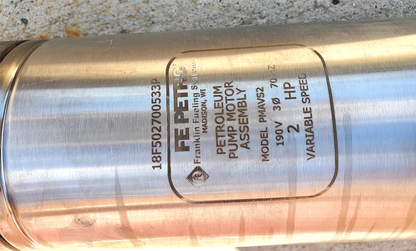 18F502700533P
FE PETRO
Franklin Fueling Systems
MADISON, WI
PETROLEUM
PUMP MOTOR
ASSEMBLY
MODEL PMAVS2
190V 3Ø 70HZ
2 HP
VARIABLE SPEED